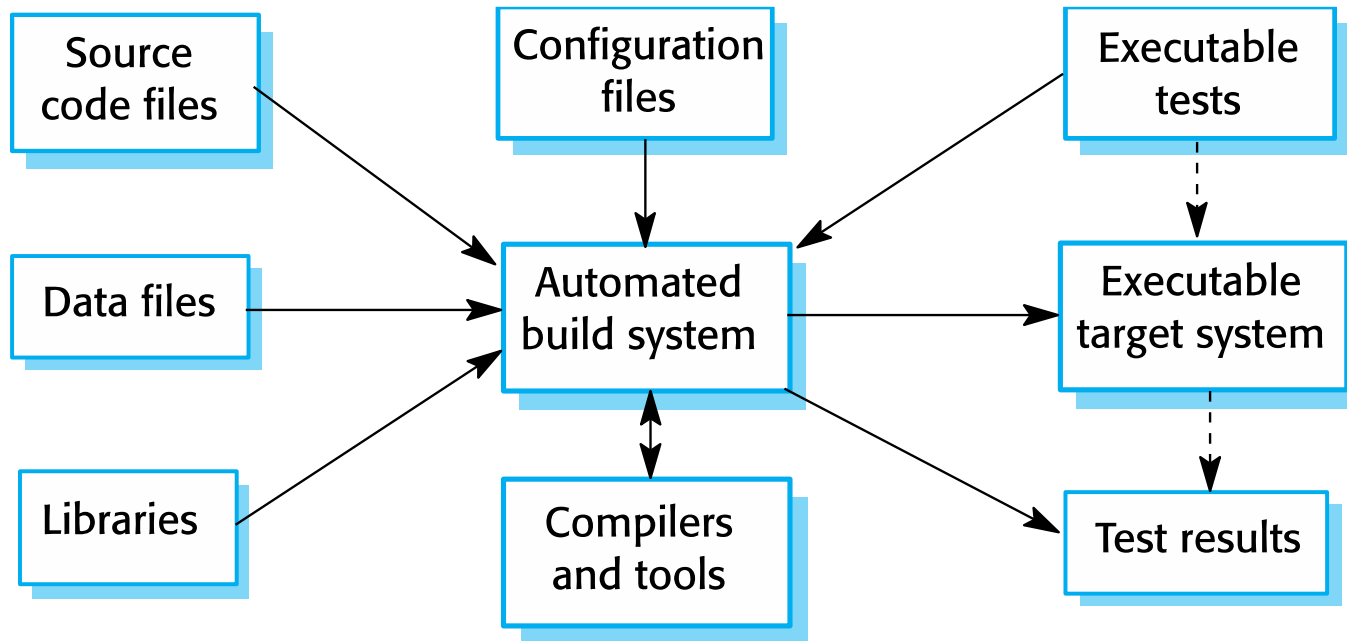 Source
code files
Configuration
files
Executable
tests
Data files
Automated
build system
Executable
target system
Libraries
Compilers
and tools
Test results